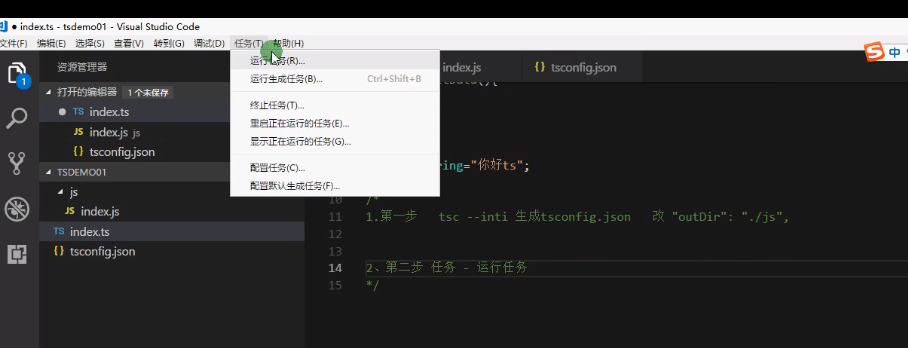 ● index.ts - tsdemo01 - Visual Studio Code
文件(F) 编辑(E) 选择(S) 查看(V) 转到(G) 调试(D) 任务(T) 帮助(H)
资源管理器
打开的编辑器 1 个未保存
TS index.ts
JS index.js js
{} tsconfig.json
TSDEMO01
js
JS index.js
TS index.ts
{} tsconfig.json
1
运行任务(R)...
运行生成任务(B)... Ctrl+Shift+B
终止任务(T)...
重启正在运行的任务(E)...
显示正在运行的任务(G)...
配置任务(C)...
配置默认生成任务(F)...
index.js {} tsconfig.json
(){
ring="你好ts";
10 /*
11 1.第一步 tsc --inti 生成tsconfig.json 改 "outDir": "./js",
12
13
14 2、第二步 任务 - 运行任务
15 */
S 中